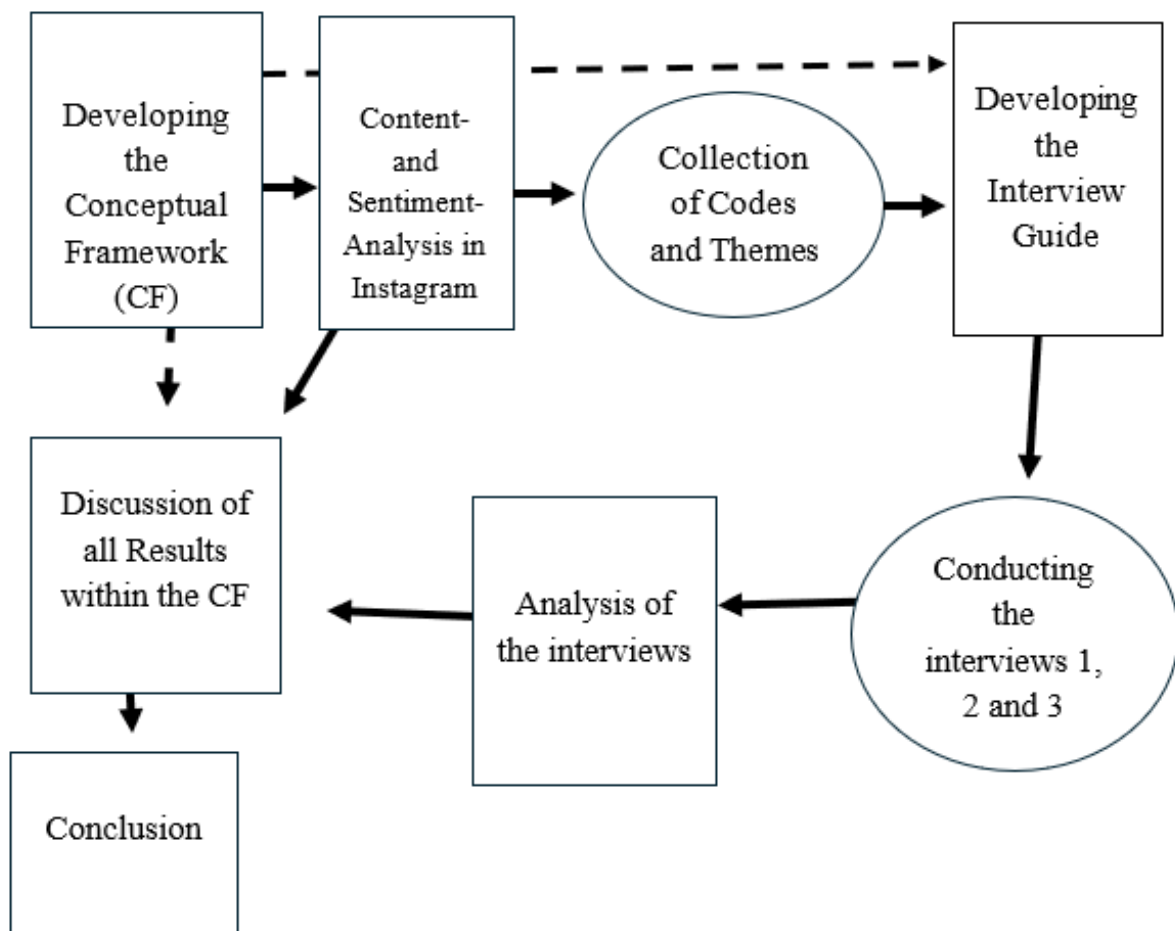 Developing
the
Conceptual
Framework
(CF)
Content-
and
Sentiment-
Analysis in
Instagram
Collection
of Codes
and Themes
Developing
the
Interview
Guide
Discussion of
all Results
within the CF
Analysis of
the interviews
Conducting
the
interviews 1,
2 and 3
Conclusion